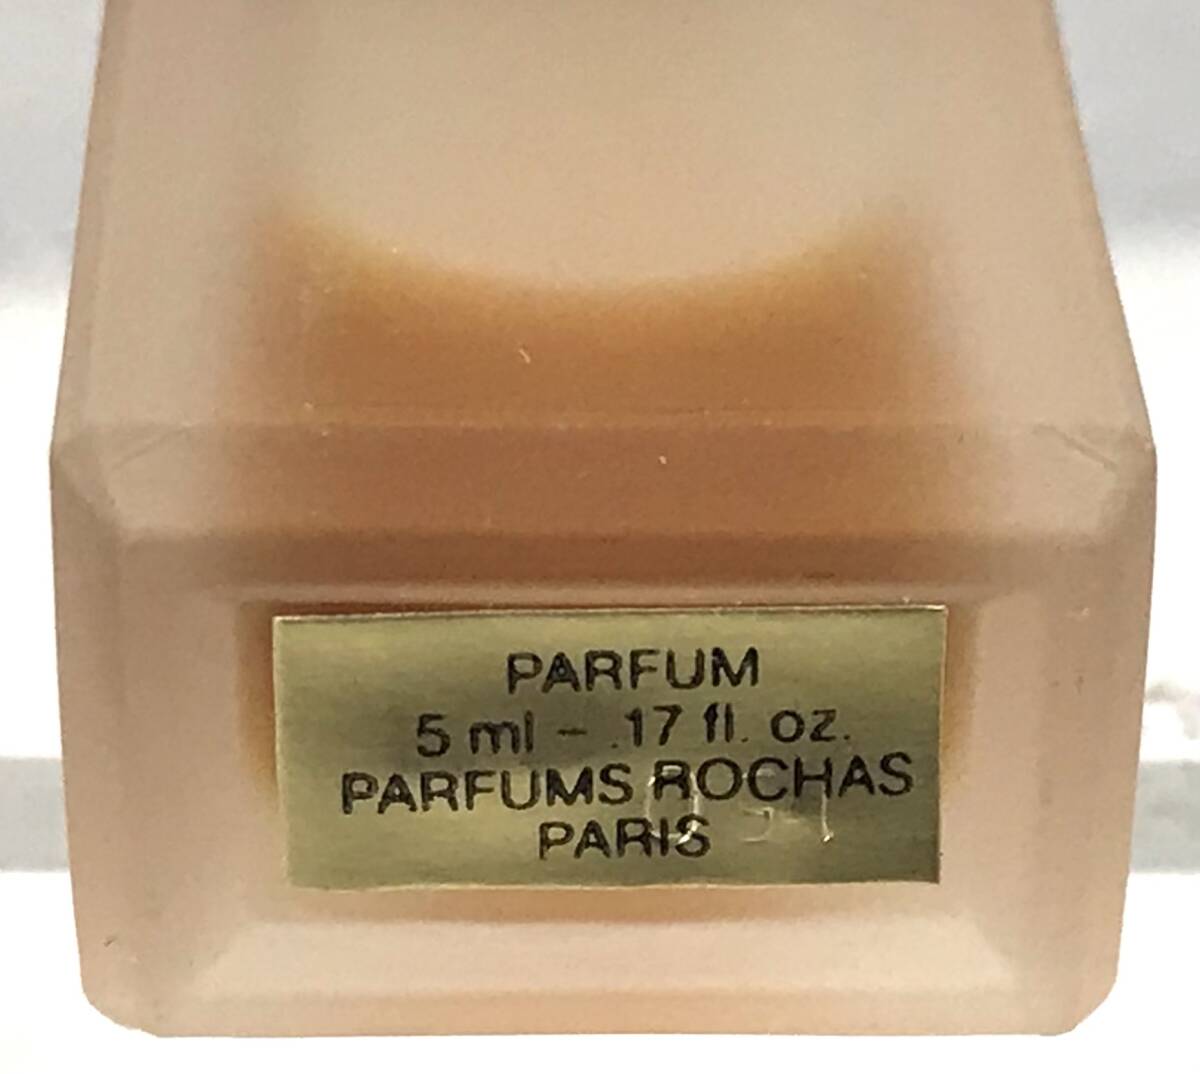 PARFUM
5 ml - .17 fl. oz.
PARFUMS ROCHAS
PARIS